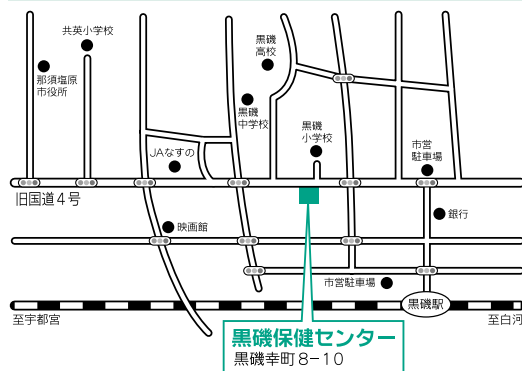 共英小学校
那須塩原
市役所
黒磯
高校
黒磯
中学校
黒磯
小学校
JAなすの
市営
駐車場
旧国道4号
映画館
銀行
市営駐車場
黒磯駅
至宇都宮
至白河
黒磯保健センター
黒磯幸町8-10